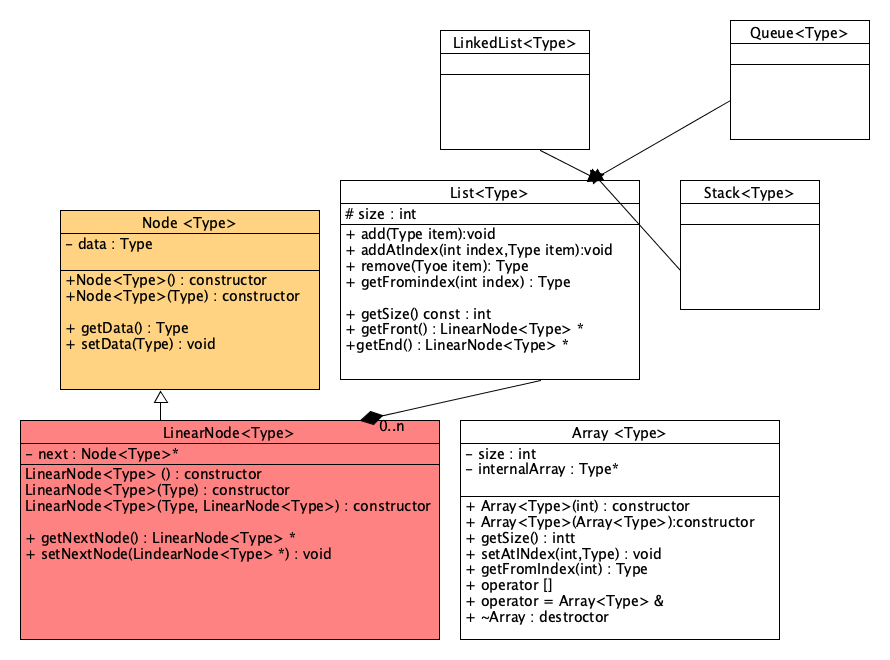 LinkedList<Type>
Queue<Type>
List<Type>
# size : int
+ add(Type item):void
+ addAtIndex(int index,Type item):void
+ remove(Tyoe item): Type
+ getFromindex(int index) : Type
+ getSize() const : int
+ getFront() : LinearNode<Type> *
+getEnd() : LinearNode<Type> *
Stack<Type>
Node <Type>
- data : Type
+Node<Type>() : constructor
+Node<Type>(Type) : constructor
+ getData() : Type
+ setData(Type) : void
0..n
LinearNode<Type>
- next : Node<Type>*
LinearNode<Type> () : constructor
LinearNode<Type>(Type) : constructor
LinearNode<Type>(Type, LinearNode<Type>) : constructor
+ getNextNode() : LinearNode<Type> *
+ setNextNode(LindearNode<Type> *) : void
Array <Type>
- size : int
- internalArray : Type*
+ Array<Type>(int) : constructor
+ Array<Type>(Array<Type>):constructor
+ getSize() : intt
+ setAtINdex(int,Type) : void
+ getFromIndex(int) : Type
+ operator []
+ operator = Array<Type> &
+ ~Array : destroctor